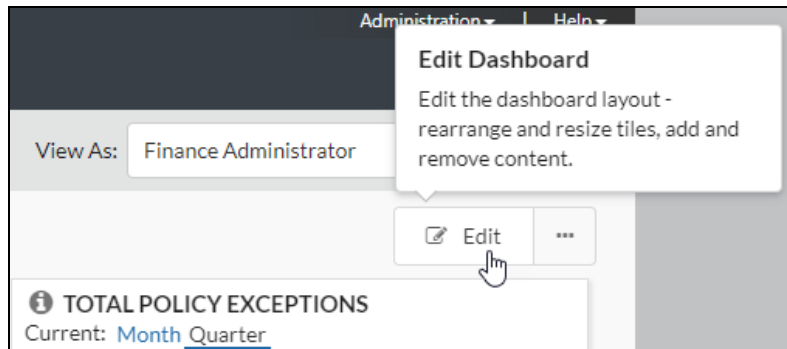 Administration | Help
Edit Dashboard
Edit the dashboard layout -
rearrange and resize tiles, add and
remove content.
View As: Finance Administrator
Edit ...
TOTAL POLICY EXCEPTIONS
Current: Month Quarter